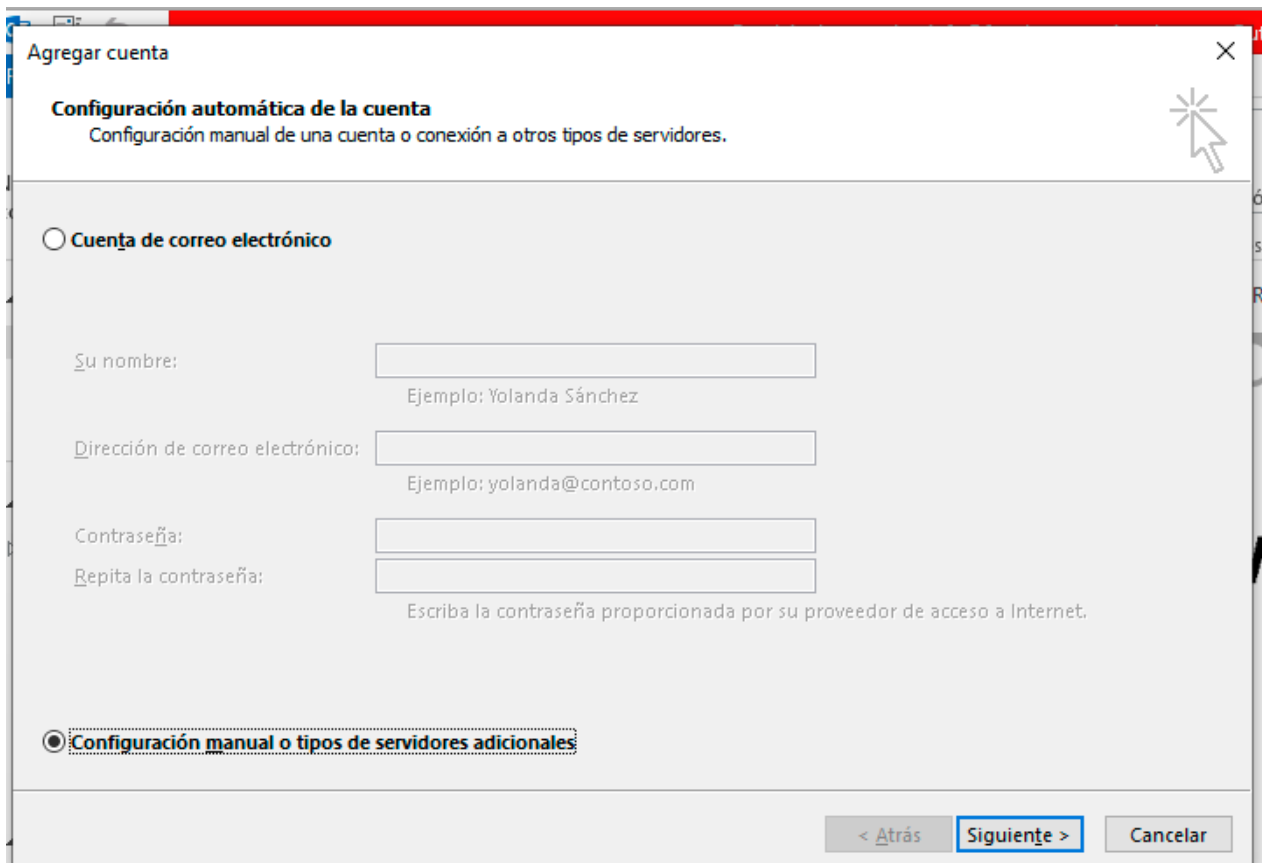 Agregar cuenta
Configuración automática de la cuenta
Configuración manual de una cuenta o conexión a otros tipos de servidores.
Cuenta de correo electrónico
Su nombre:
Ejemplo: Yolanda Sánchez
Dirección de correo electrónico:
Ejemplo: yolanda@contoso.com
Contraseña:
Repita la contraseña:
Escriba la contraseña proporcionada por su proveedor de acceso a Internet.
Configuración manual o tipos de servidores adicionales
< Atrás Siguiente > Cancelar